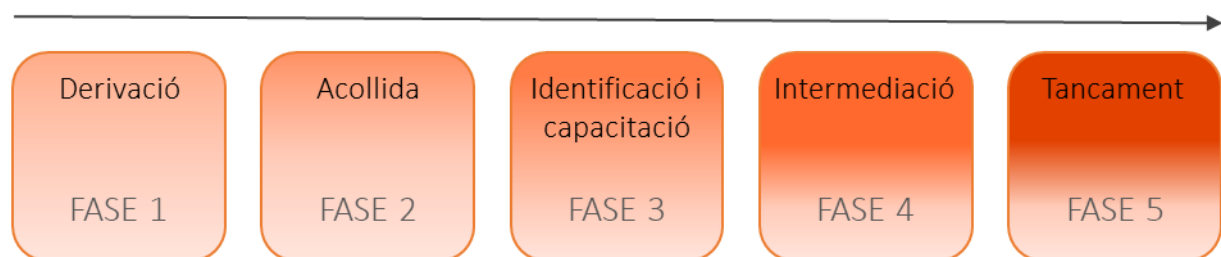 Derivació
FASE 1
Acollida
FASE 2
Identificació i
capacitació
FASE 3
Intermediació
FASE 4
Tancament
FASE 5